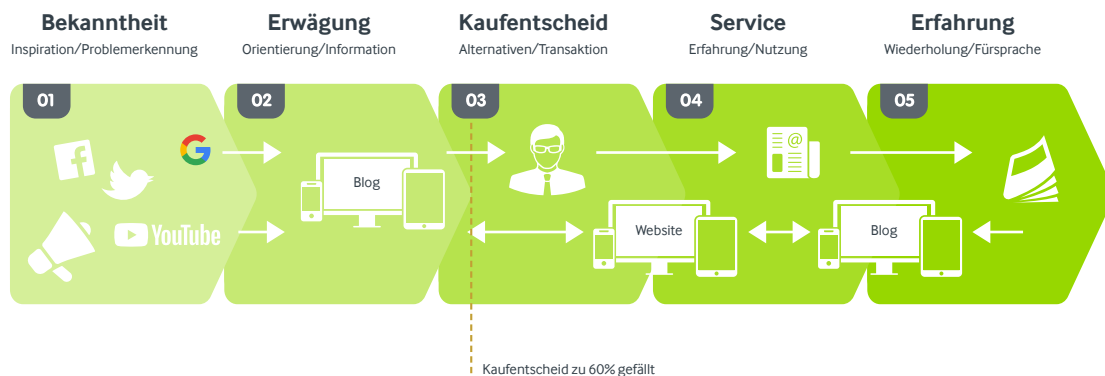 Bekanntheit
Inspiration/Problemerkennung
Erwägung
Orientierung/Information
Kaufentscheid
Alternativen/Transaktion
Service
Erfahrung/Nutzung
Erfahrung
Wiederholung/Fürsprache
01
02
03
04
05
f
G
@
Blog
YouTube
Website
Blog
Kaufentscheid zu 60% gefällt